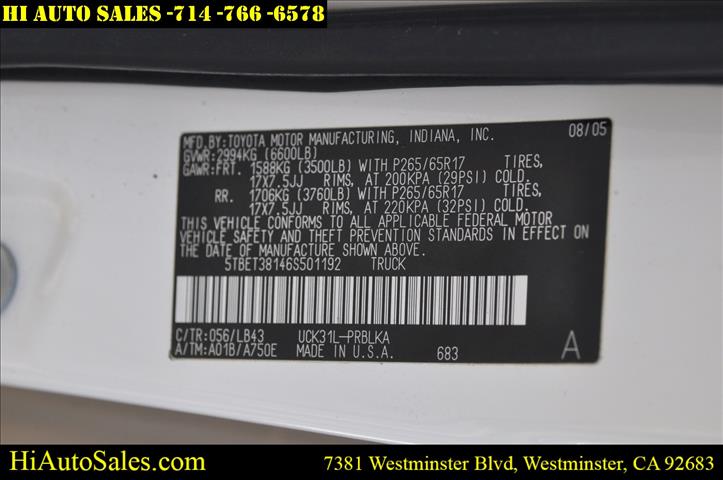 HI AUTO SALES -714 -766 -6578
MFD.BY:TOYOTA MOTOR MANUFACTURING, INDIANA, INC. 08/05
GVWR:2994KG (6600LB)
GAWR:FRT. 1588KG (3500LB) WITH P265/65R17 TIRES,
17X7.5JJ RIMS, AT 200KPA (29PSI) COLD.
RR. 1706KG (3760LB) WITH P265/65R17 TIRES,
17X7.5JJ RIMS, AT 220KPA (32PSI) COLD.
THIS VEHICLE CONFORMS TO ALL APPLICABLE FEDERAL MOTOR
VEHICLE SAFETY AND THEFT PREVENTION STANDARDS IN EFFECT ON
THE DATE OF MANUFACTURE SHOWN ABOVE.
5TBET38146S501192 TRUCK
C/TR:056/LB43 UCK31L-PRBLKA
A/TM:A01B/A750E MADE IN U.S.A. 683 A
HiAutoSales.com 7381 Westminster Blvd, Westminster, CA 92683